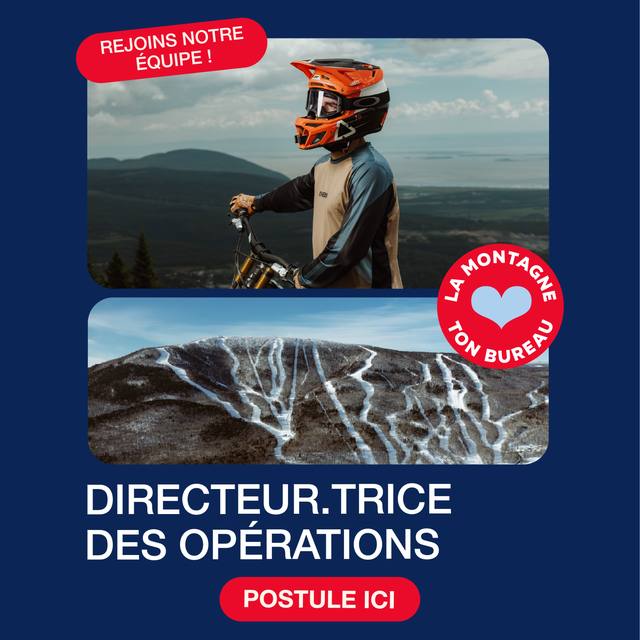 REJOINS NOTRE
ÉQUIPE !
LA MONTAGNE
TON BUREAU
DIRECTEUR.TRICE
DES OPÉRATIONS
POSTULE ICI